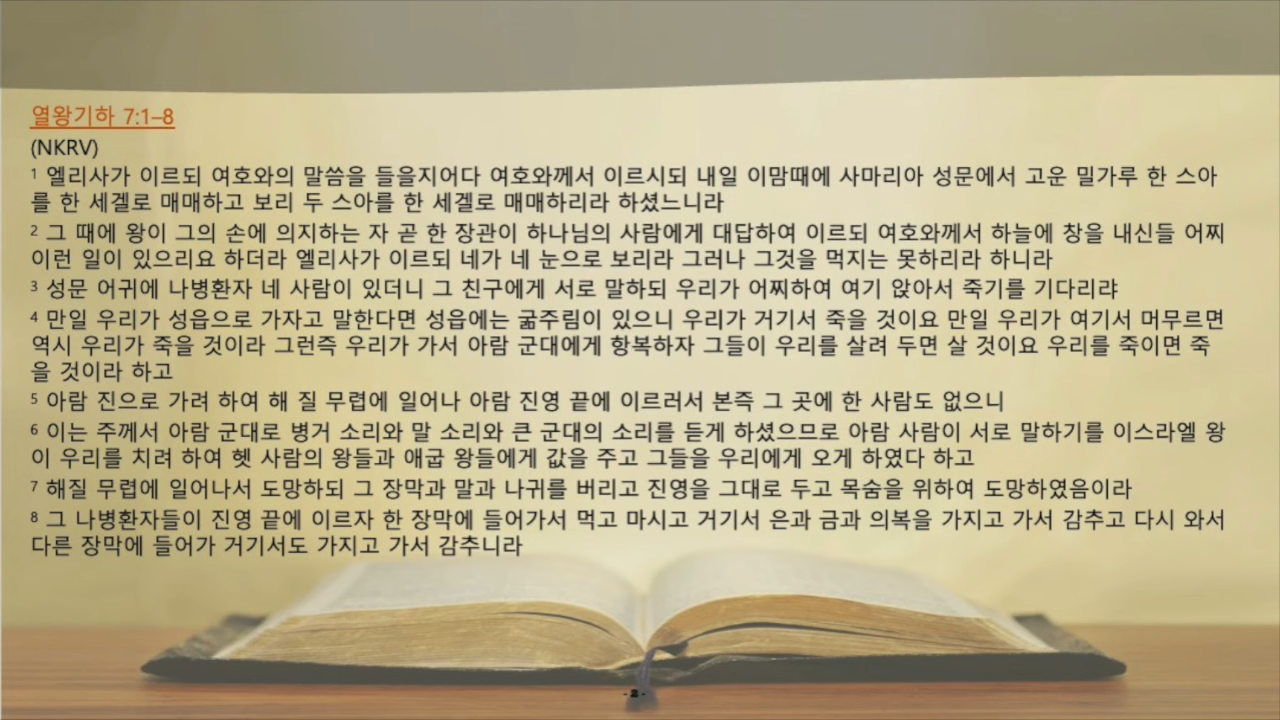 열왕기하 7:1–8
(NKRV)
¹ 엘리사가 이르되 여호와의 말씀을 들을지어다 여호와께서 이르시되 내일 이맘때에 사마리아 성문에서 고운 밀가루 한 스아
를 한 세겔로 매매하고 보리 두 스아를 한 세겔로 매매하리라 하셨느니라
² 그 때에 왕이 그의 손에 의지하는 자 곧 한 장관이 하나님의 사람에게 대답하여 이르되 여호와께서 하늘에 창을 내신들 어찌
이런 일이 있으리요 하더라 엘리사가 이르되 네가 네 눈으로 보리라 그러나 그것을 먹지는 못하리라 하니라
³ 성문 어귀에 나병환자 네 사람이 있더니 그 친구에게 서로 말하되 우리가 어찌하여 여기 앉아서 죽기를 기다리랴
⁴ 만일 우리가 성읍으로 가자고 말한다면 성읍에는 굶주림이 있으니 우리가 거기서 죽을 것이요 만일 우리가 여기서 머무르면
역시 우리가 죽을 것이라 그런즉 우리가 가서 아람 군대에게 항복하자 그들이 우리를 살려 두면 살 것이요 우리를 죽이면 죽
을 것이라 하고
⁵ 아람 진으로 가려 하여 해 질 무렵에 일어나 아람 진영 끝에 이르러서 본즉 그 곳에 한 사람도 없으니
⁶ 이는 주께서 아람 군대로 병거 소리와 말 소리와 큰 군대의 소리를 듣게 하셨으므로 아람 사람이 서로 말하기를 이스라엘 왕
이 우리를 치려 하여 헷 사람의 왕들과 애굽 왕들에게 값을 주고 그들을 우리에게 오게 하였다 하고
⁷ 해질 무렵에 일어나서 도망하되 그 장막과 말과 나귀를 버리고 진영을 그대로 두고 목숨을 위하여 도망하였음이라
⁸ 그 나병환자들이 진영 끝에 이르자 한 장막에 들어가서 먹고 마시고 거기서 은과 금과 의복을 가지고 가서 감추고 다시 와서
다른 장막에 들어가 거기서도 가지고 가서 감추니라
- 2 -